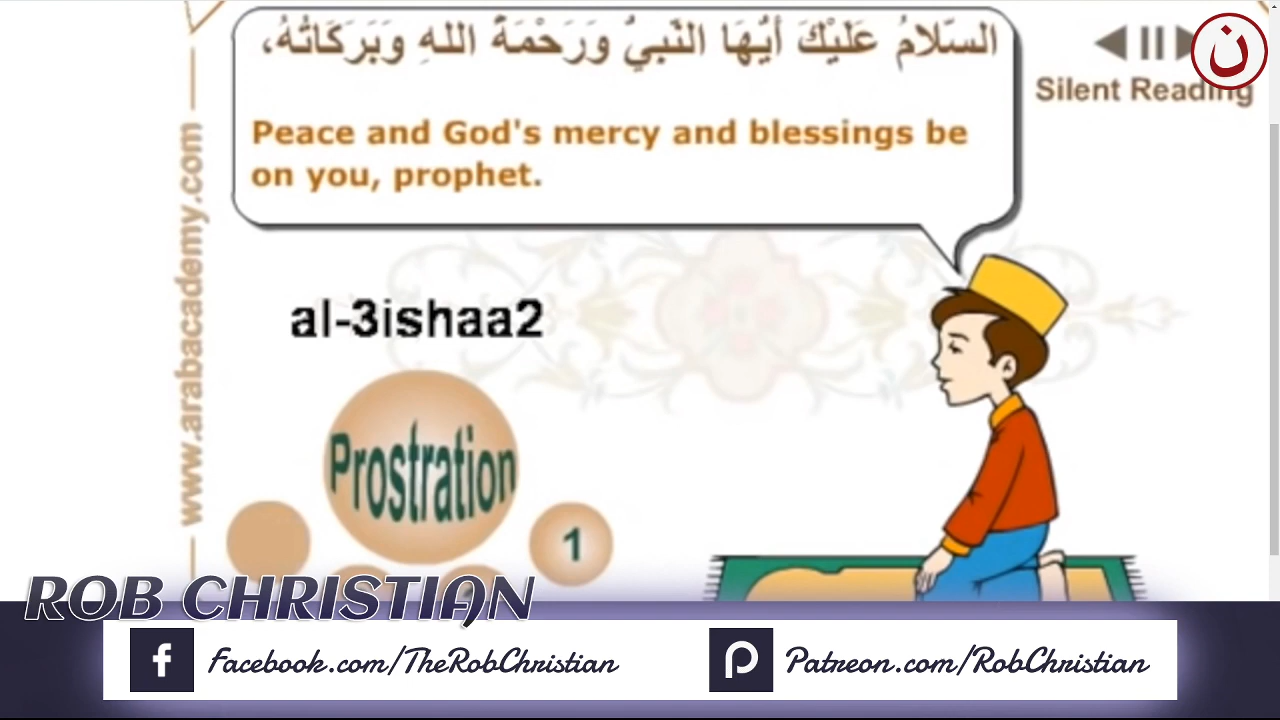 السّلامُ عَلَيْكَ أَيُّهَا النَّبيُّ وَرَحْمَةُ اللهِ وَبَرَكَاتُهُ،
Peace and God's mercy and blessings be
on you, prophet.
ن
Silent Reading
www.arabacademy.com
al-3ishaa2
Prostration
1
ROB CHRISTIAN
Facebook.com/TheRobChristian
Patreon.com/RobChristian